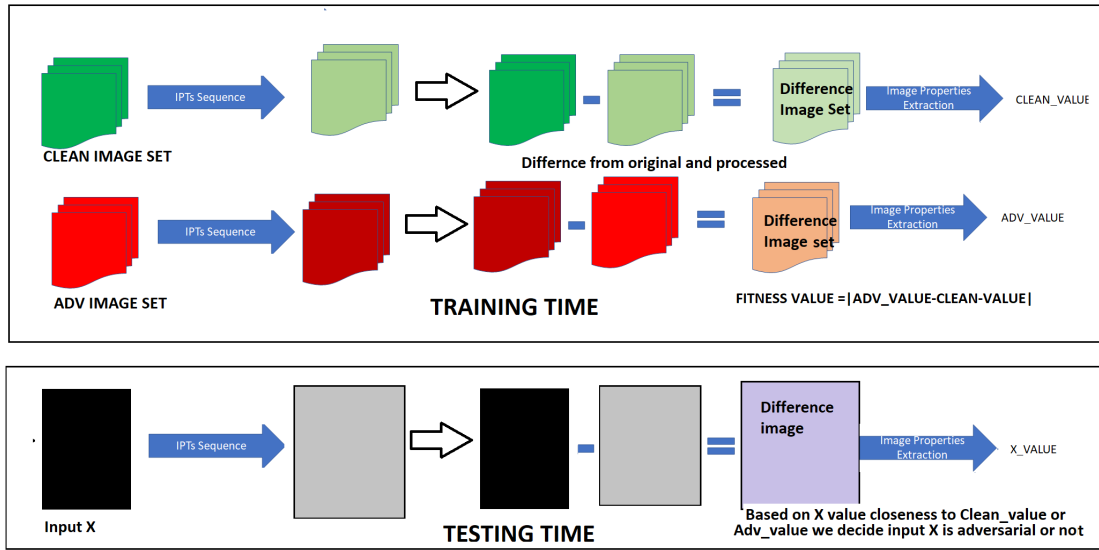 IPTs Sequence
Difference
Image Set
Image Properties
Extraction
CLEAN_VALUE
CLEAN IMAGE SET
Differnce from original and processed
IPTs Sequence
Difference
Image set
Image Properties
Extraction
ADV_VALUE
ADV IMAGE SET
TRAINING TIME
FITNESS VALUE =|ADV_VALUE-CLEAN-VALUE|
IPTs Sequence
Difference
image
Image Properties
Extraction
X_VALUE
Input X
TESTING TIME
Based on X value closeness to Clean_value or
Adv_value we decide input X is adversarial or not